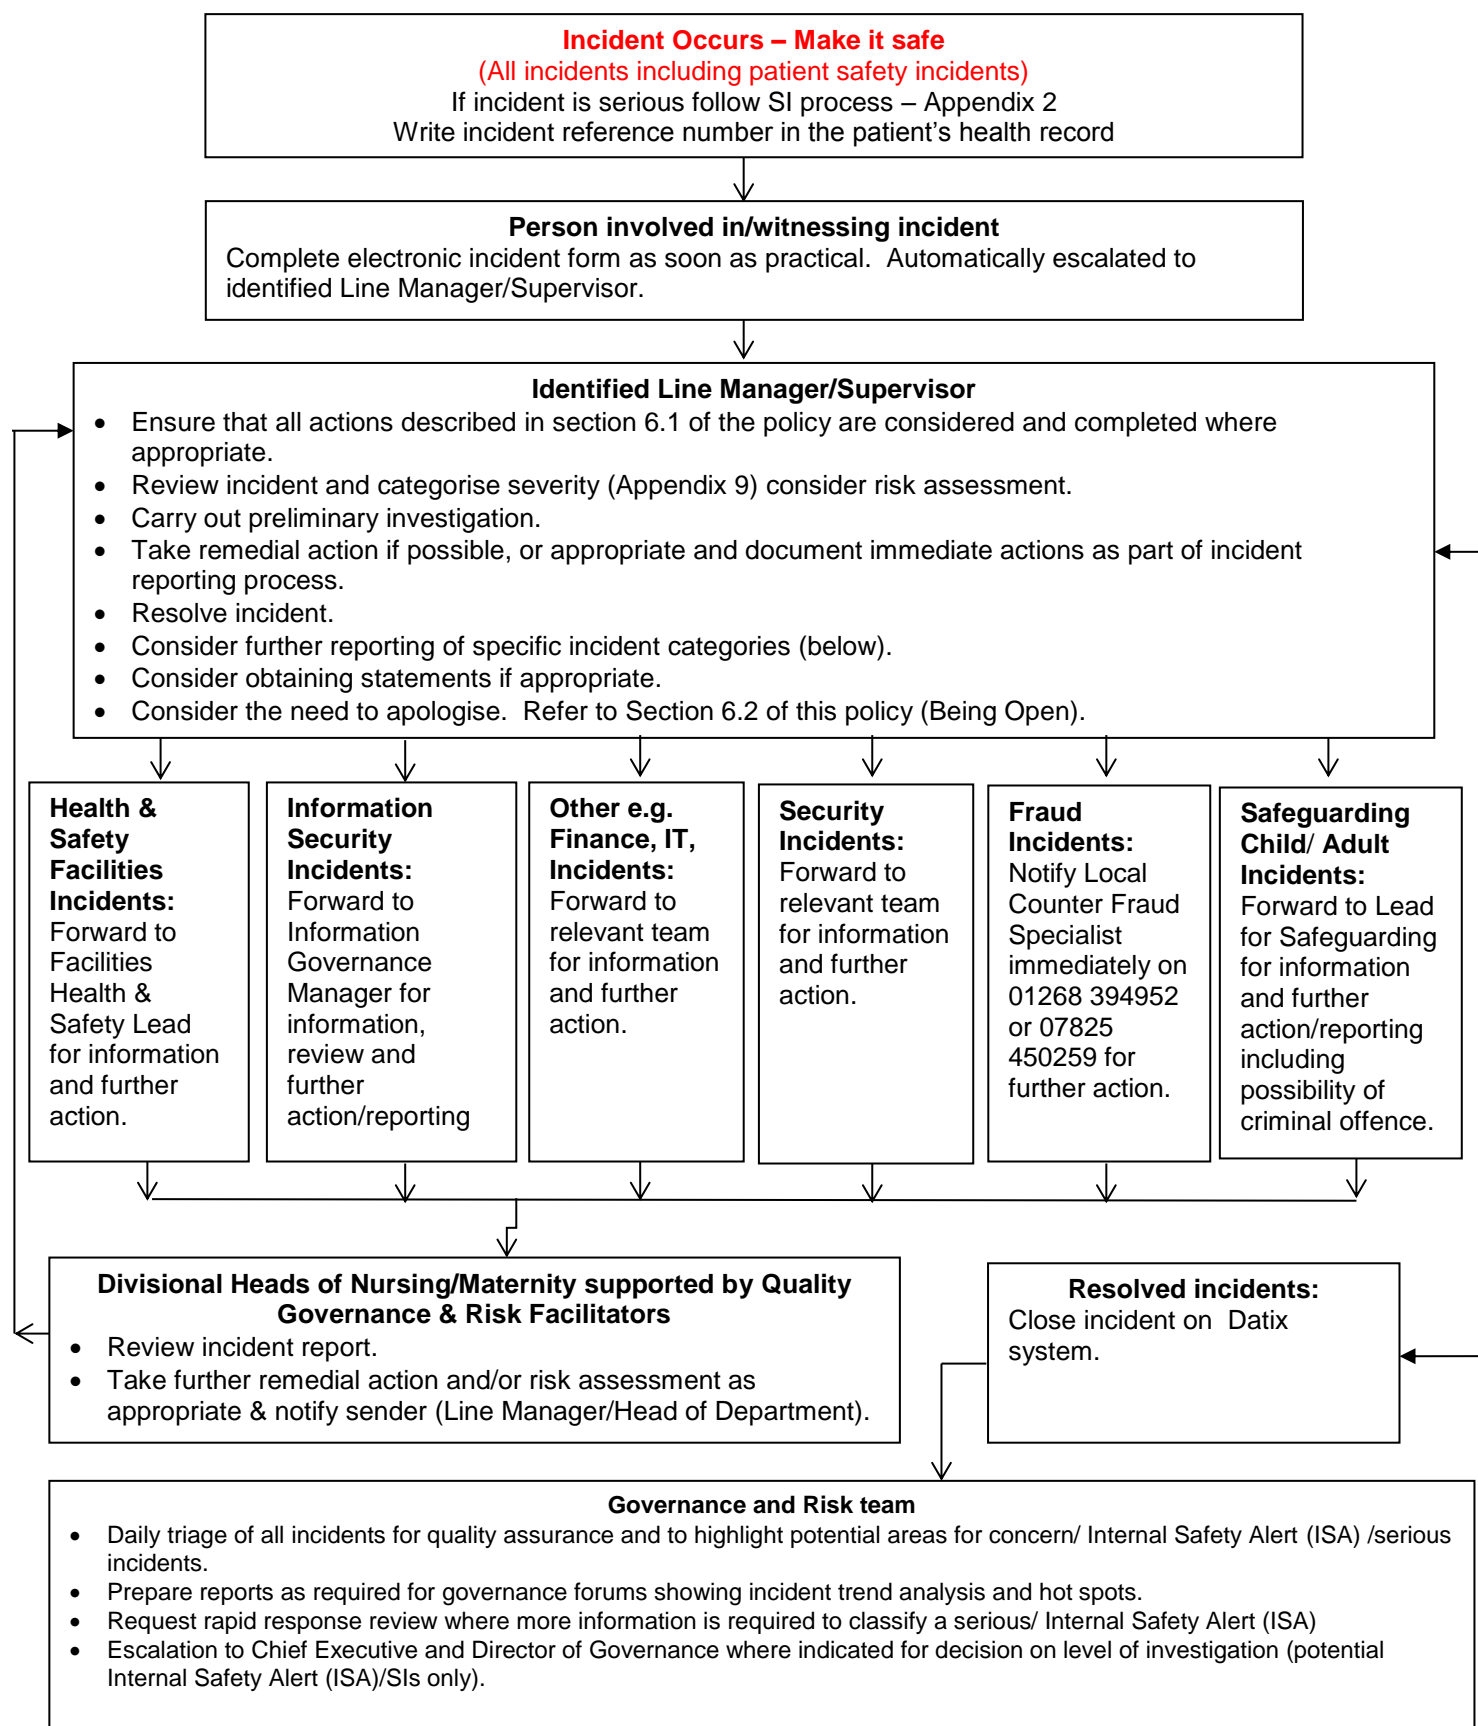 Incident Occurs – Make it safe
(All incidents including patient safety incidents)
If incident is serious follow SI process – Appendix 2
Write incident reference number in the patient’s health record
Person involved in/witnessing incident
Complete electronic incident form as soon as practical.  Automatically escalated to
identified Line Manager/Supervisor.
Identified Line Manager/Supervisor
• Ensure that all actions described in section 6.1 of the policy are considered and completed where
appropriate.
• Review incident and categorise severity (Appendix 9) consider risk assessment.
• Carry out preliminary investigation.
• Take remedial action if possible, or appropriate and document immediate actions as part of incident
reporting process.
• Resolve incident.
• Consider further reporting of specific incident categories (below).
• Consider obtaining statements if appropriate.
• Consider the need to apologise.  Refer to Section 6.2 of this policy (Being Open).
Health &
Safety
Facilities
Incidents:
Forward to
Facilities
Health &
Safety Lead
for information
and further
action.
Information
Security
Incidents:
Forward to
Information
Governance
Manager for
information,
review and
further
action/reporting
Other e.g.
Finance, IT,
Incidents:
Forward to
relevant team
for information
and further
action.
Security
Incidents:
Forward to
relevant team
for information
and further
action.
Fraud
Incidents:
Notify Local
Counter Fraud
Specialist
immediately on
01268 394952
or 07825
450259 for
further action.
Safeguarding
Child/ Adult
Incidents:
Forward to Lead
for Safeguarding
for information
and further
action/reporting
including
possibility of
criminal offence.
Divisional Heads of Nursing/Maternity supported by Quality
Governance & Risk Facilitators
• Review incident report.
• Take further remedial action and/or risk assessment as
appropriate & notify sender (Line Manager/Head of Department).
Resolved incidents:
Close incident on  Datix
system.
Governance and Risk team
• Daily triage of all incidents for quality assurance and to highlight potential areas for concern/ Internal Safety Alert (ISA) /serious
incidents.
• Prepare reports as required for governance forums showing incident trend analysis and hot spots.
• Request rapid response review where more information is required to classify a serious/ Internal Safety Alert (ISA)
• Escalation to Chief Executive and Director of Governance where indicated for decision on level of investigation (potential
Internal Safety Alert (ISA)/SIs only).